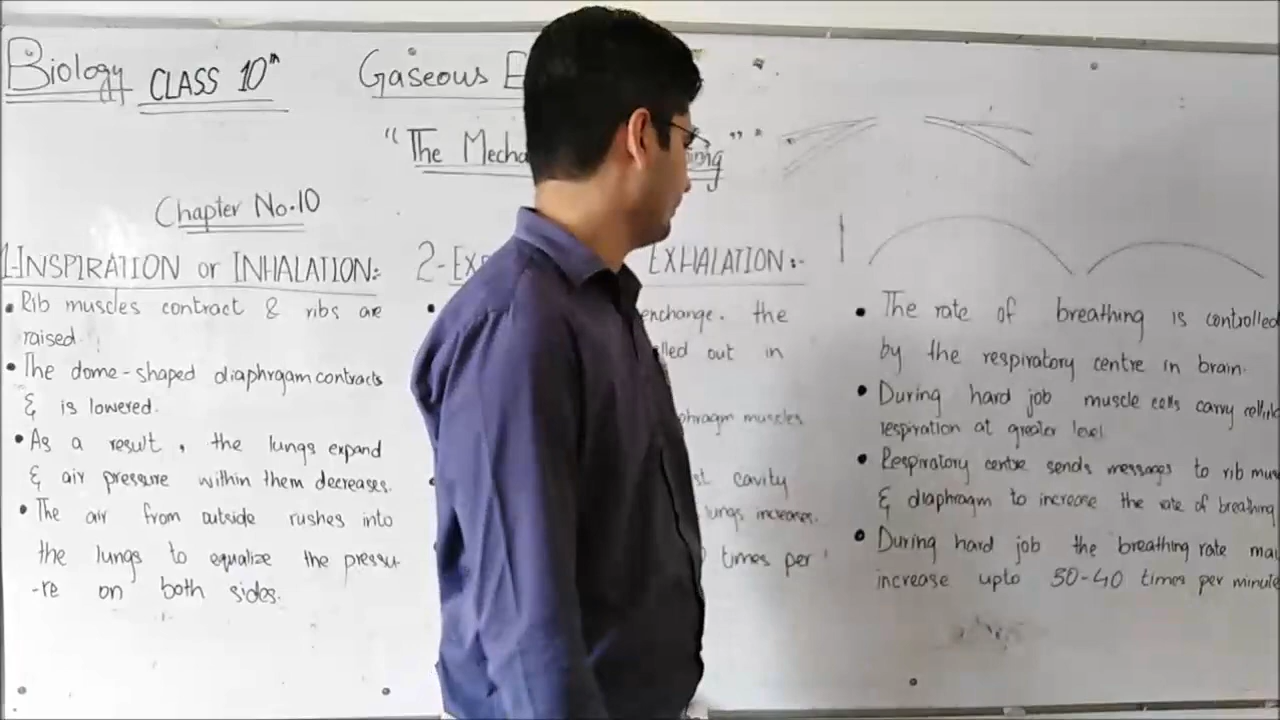 Biology CLASS 10th
Gaseous E
"The Mecha
ing"
Chapter No.10
1-INSPIRATION or INHALATION:-
• Rib muscles contract & ribs are
raised.
• The dome-shaped diaphragm contracts
& is lowered.
• As a result, the lungs expand
& air pressure within them decreases.
• The air from outside rushes into
the lungs to equalize the pressu-
-re on both sides.
2-Ex
EXHALATION:-
enchange. the
lled out in
phragm muscles
st cavity
lungs increases.
times per
• The rate of breathing is controlled
by the respiratory centre in brain.
• During hard job muscle cells carry
respiration at greater level.
• Respiratory centre sends messages to rib mus
& diaphragm to increase the rate of breathing
• During hard job the breathing rate may
increase upto 30-40 times per minute